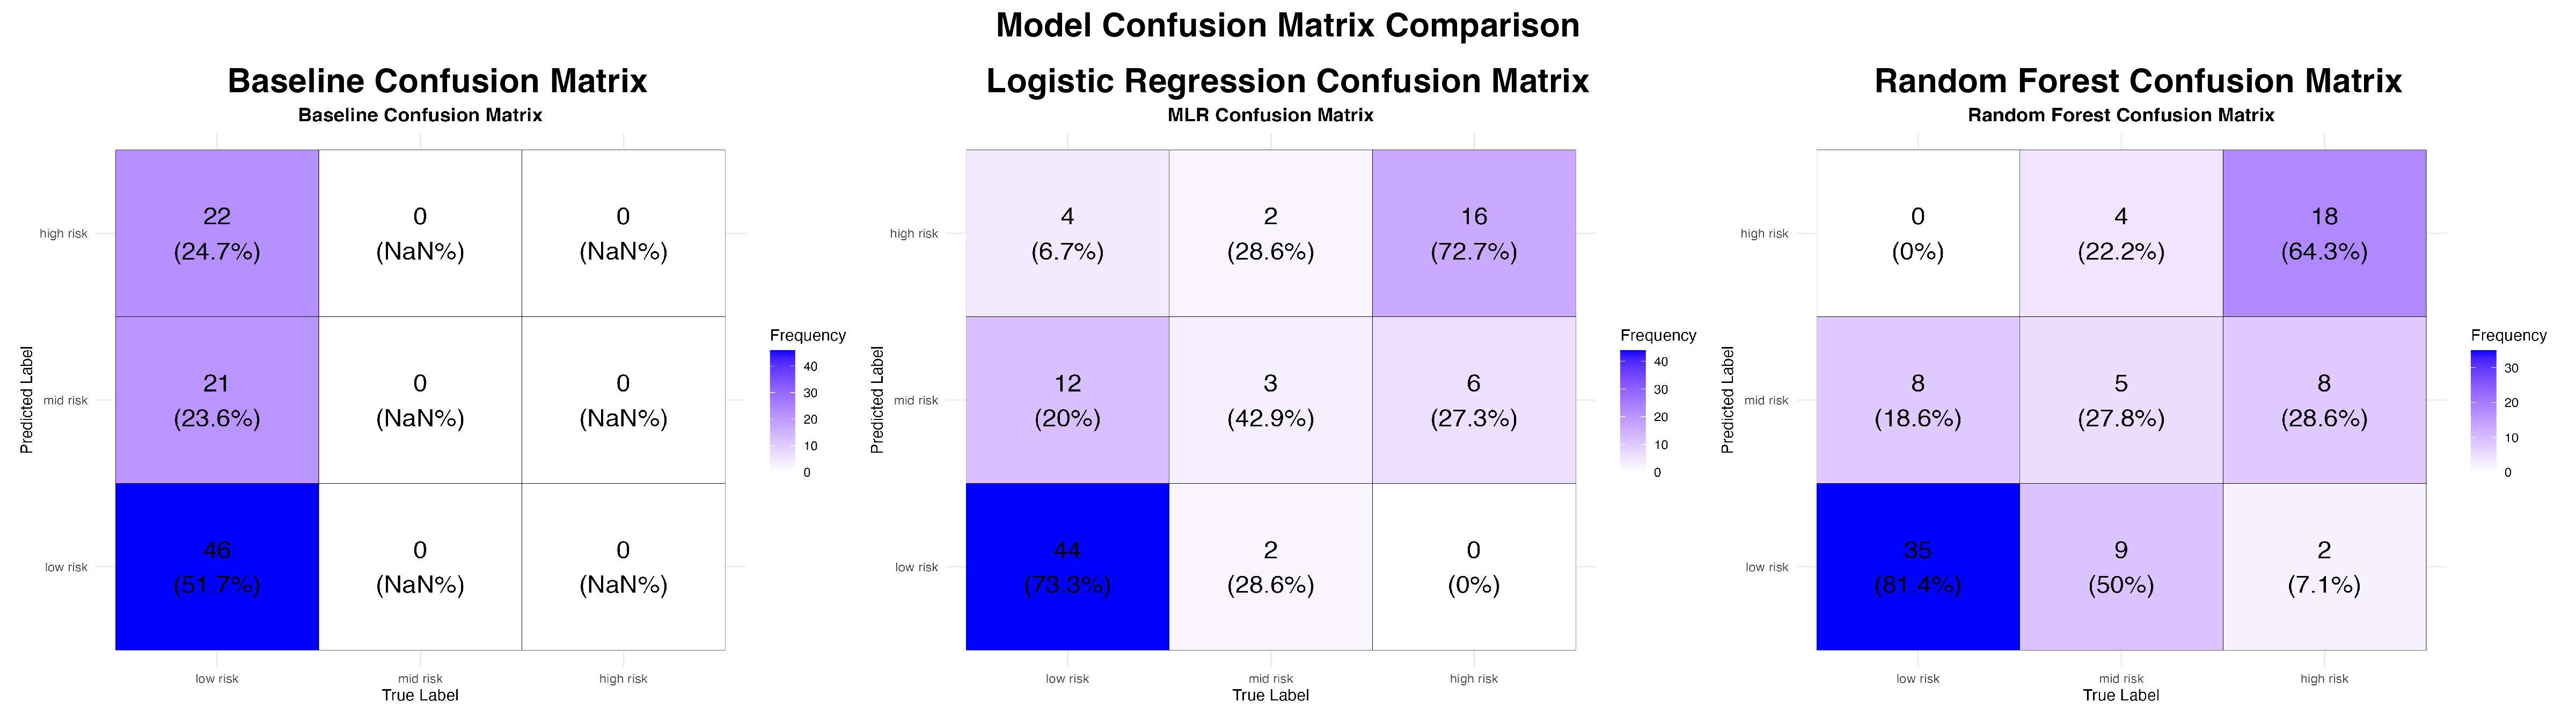 Model Confusion Matrix Comparison
Baseline Confusion Matrix
Baseline Confusion Matrix
Predicted Label
high risk
22
(24.7%)
0
(NaN%)
0
(NaN%)
mid risk
21
(23.6%)
0
(NaN%)
0
(NaN%)
low risk
46
(51.7%)
0
(NaN%)
0
(NaN%)
low risk
mid risk
high risk
True Label
Frequency
40
30
20
10
0
Logistic Regression Confusion Matrix
MLR Confusion Matrix
Predicted Label
high risk
4
(6.7%)
2
(28.6%)
16
(72.7%)
mid risk
12
(20%)
3
(42.9%)
6
(27.3%)
low risk
44
(73.3%)
2
(28.6%)
0
(0%)
low risk
mid risk
high risk
True Label
Frequency
40
30
20
10
0
Random Forest Confusion Matrix
Random Forest Confusion Matrix
Predicted Label
high risk
0
(0%)
4
(22.2%)
18
(64.3%)
mid risk
8
(18.6%)
5
(27.8%)
8
(28.6%)
low risk
35
(81.4%)
9
(50%)
2
(7.1%)
low risk
mid risk
high risk
True Label
Frequency
30
20
10
0